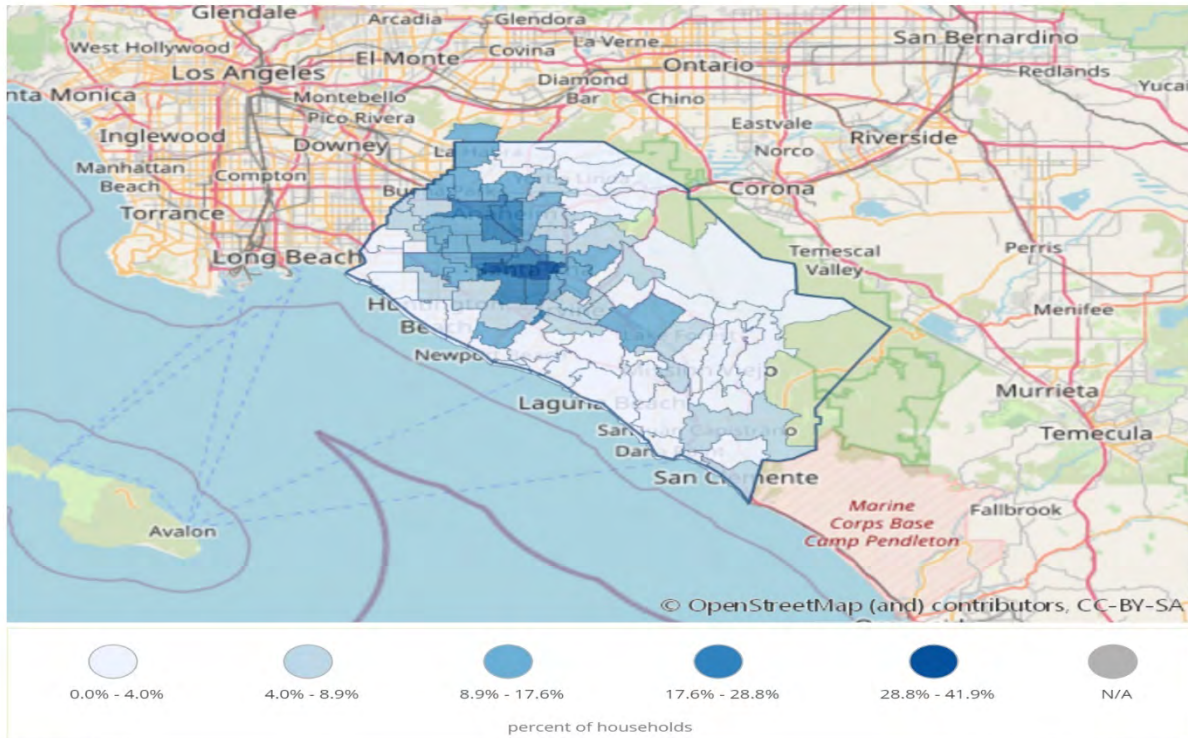 Glendale
Arcadia
Glendora
West Hollywood
La Verne
San Bernardino
Covina
El Monte
Los Angeles
Ontario
Redlands
Diamond
Bar
Yucai
nta Monica
Montebello
Chino
Pico Rivera
Eastvale
Inglewood
Downey
Riverside
Norco
Manhattan
Beach
Compton
Corona
Torrance
Long Beach
Temescal
Valley
Perris
Menifee
Newpo
Laguna Beach
Murrieta
Temecula
San Clemente
Avalon
Marine
Corps Base
Camp Pendleton
Fallbrook
© OpenStreetMap (and) contributors, CC-BY-SA
0.0% - 4.0%
4.0% - 8.9%
8.9% - 17.6%
17.6% - 28.8%
28.8% - 41.9%
N/A
percent of households